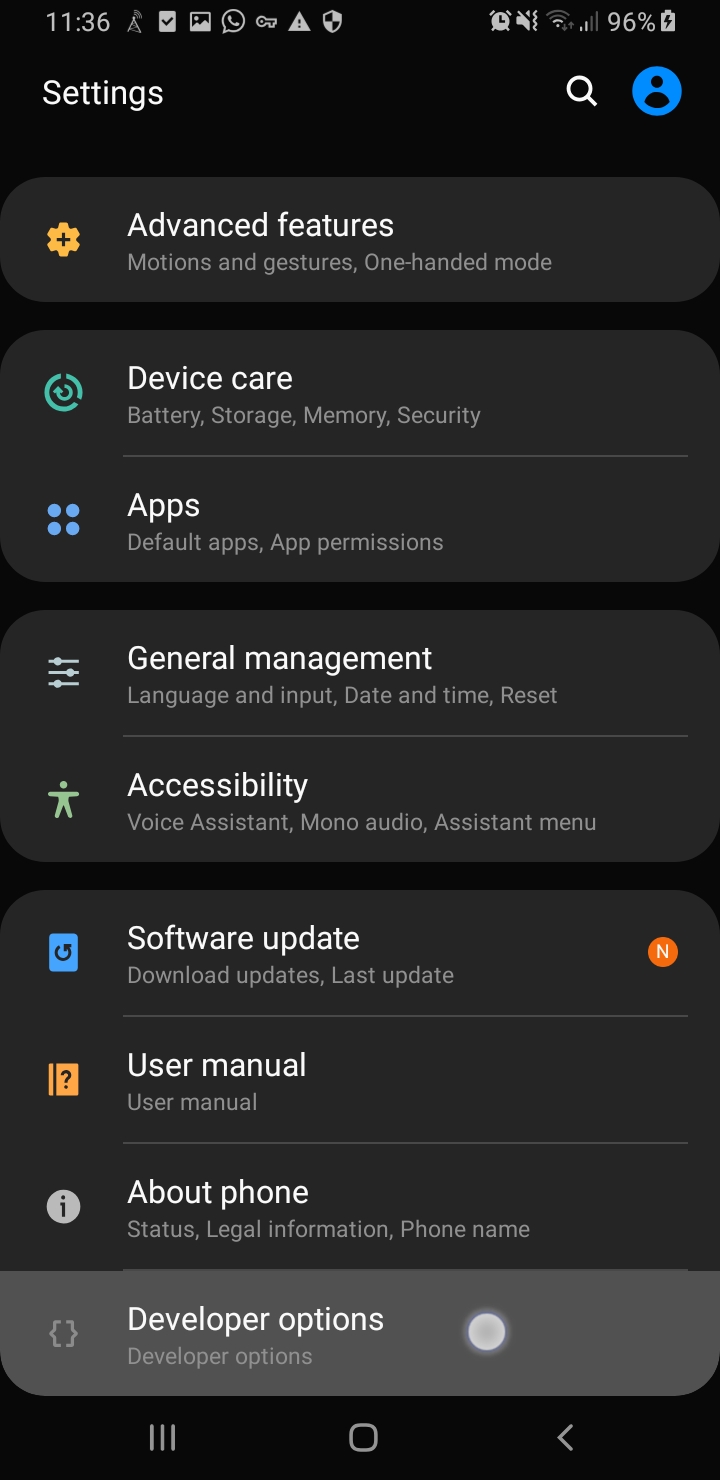 11:36 96%
Settings
Advanced features
Motions and gestures, One-handed mode
Device care
Battery, Storage, Memory, Security
Apps
Default apps, App permissions
General management
Language and input, Date and time, Reset
Accessibility
Voice Assistant, Mono audio, Assistant menu
Software update
N
Download updates, Last update
User manual
User manual
About phone
Status, Legal information, Phone name
Developer options
Developer options